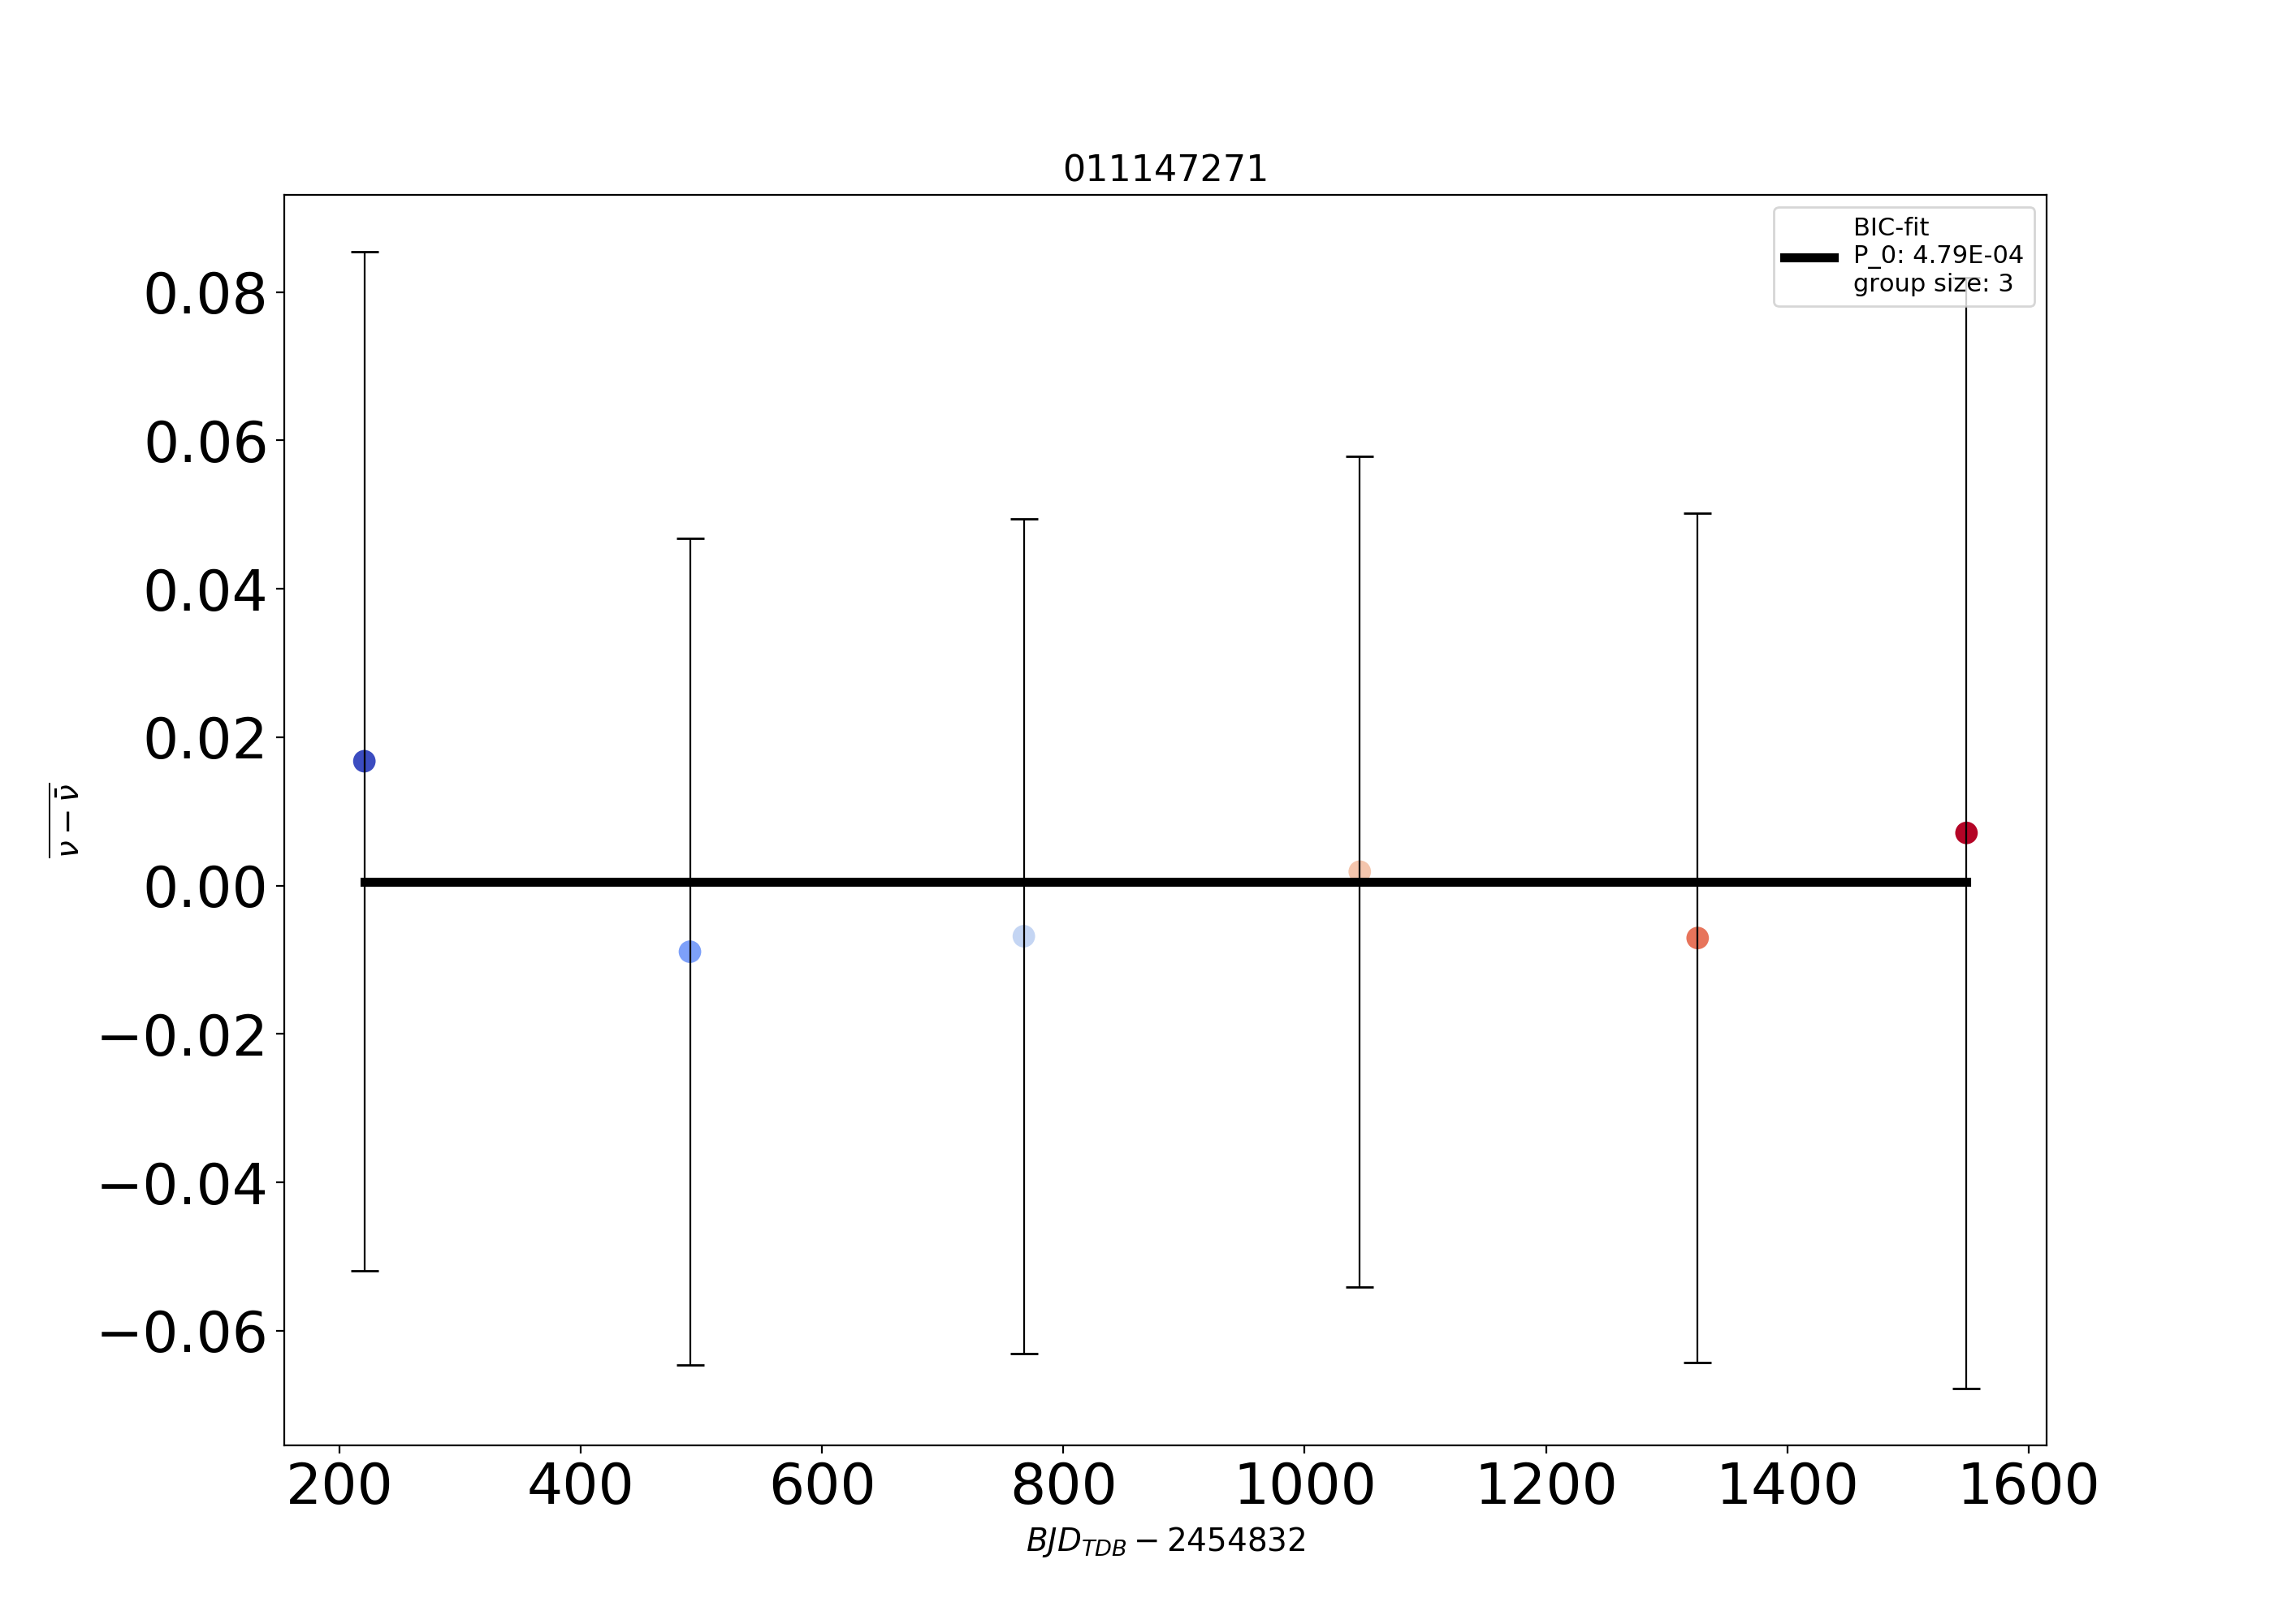 011147271
BIC-fit
P_0: 4.79E-04
group size: 3
0.08
0.06
0.04
0.02
0.00
−0.02
−0.04
−0.06
ν − ν̄
200 400 600 800 1000 1200 1400 1600
BJD_TDB − 2454832